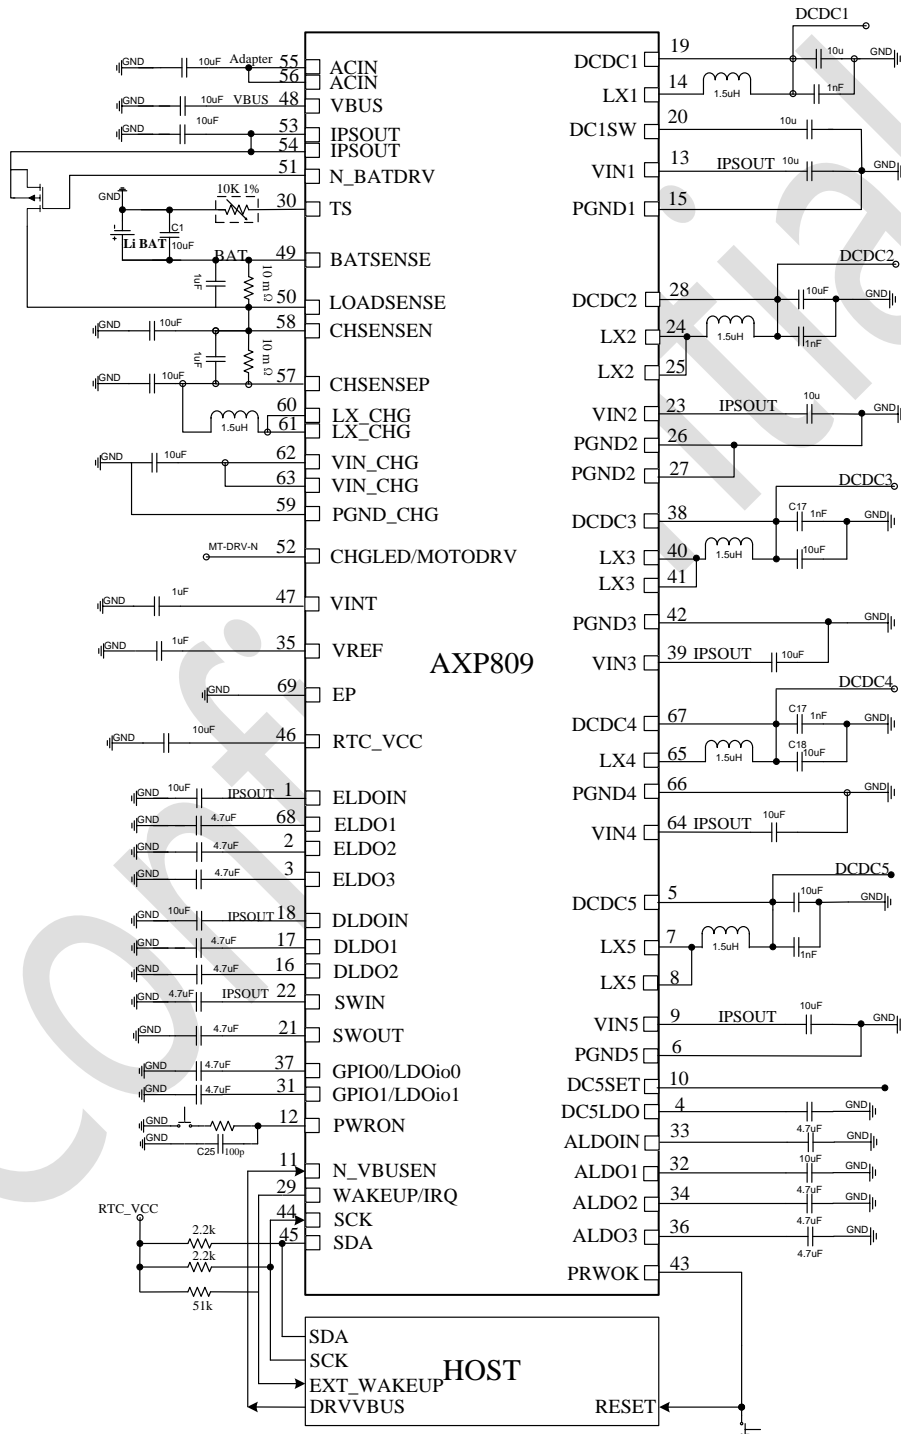 DCDC1
GND 10uF Adapter 55 ACIN
56 ACIN
GND 10uF VBUS 48 VBUS
GND 10uF 53 IPSOUT
54 IPSOUT
51 N_BATDRV
10K 1%
GND 30 TS
Li BAT C1 10uF
BAT 49 BATSENSE
1uF 10 m Ω
50 LOADSENSE
GND 10uF 58 CHSENSEN
1uF 10 m Ω
GND 10uF 57 CHSENSEP
60 LX_CHG
1.5uH 61 LX_CHG
GND 10uF 62 VIN_CHG
63 VIN_CHG
59 PGND_CHG
MT-DRV-N 52 CHGLED/MOTODRV
GND 1uF 47 VINT
GND 1uF 35 VREF
GND 69 EP
GND 10uF 46 RTC_VCC
GND 10uF IPSOUT 1 ELDOIN
GND 4.7uF 68 ELDO1
GND 4.7uF 2 ELDO2
GND 4.7uF 3 ELDO3
GND 10uF IPSOUT 18 DLDOIN
GND 4.7uF 17 DLDO1
GND 4.7uF 16 DLDO2
GND 4.7uF IPSOUT 22 SWIN
GND 4.7uF 21 SWOUT
GND 4.7uF 37 GPIO0/LDOio0
GND 4.7uF 31 GPIO1/LDOio1
GND 12 PWRON
GND C25 100p
11 N_VBUSEN
29 WAKEUP/IRQ
RTC_VCC 44 SCK
2.2k 45 SDA
2.2k
51k
AXP809
DCDC1 19 10u GND
LX1 14 1.5uH 1nF
DC1SW 20 10u
VIN1 13 IPSOUT 10u GND
PGND1 15
DCDC2
DCDC2 28 10uF GND
LX2 24 1.5uH 1nF
LX2 25
VIN2 23 IPSOUT 10u GND
PGND2 26
PGND2 27
DCDC3
DCDC3 38 C17 1nF GND
LX3 40 1.5uH 10uF
LX3 41
PGND3 42 GND
VIN3 39 IPSOUT 10uF
DCDC4
DCDC4 67 C17 1nF GND
LX4 65 1.5uH C18 10uF
PGND4 66 GND
VIN4 64 IPSOUT 10uF
DCDC5
DCDC5 5 10uF GND
LX5 7 1.5uH 1nF
LX5 8
VIN5 9 IPSOUT 10uF GND
PGND5 6
DC5SET 10
DC5LDO 4 4.7uF GND
ALDOIN 33 10uF GND
ALDO1 32 4.7uF GND
ALDO2 34 4.7uF GND
ALDO3 36 4.7uF GND
PRWOK 43
SDA
SCK
HOST
EXT_WAKEUP
DRVVBUS RESET
Confidential